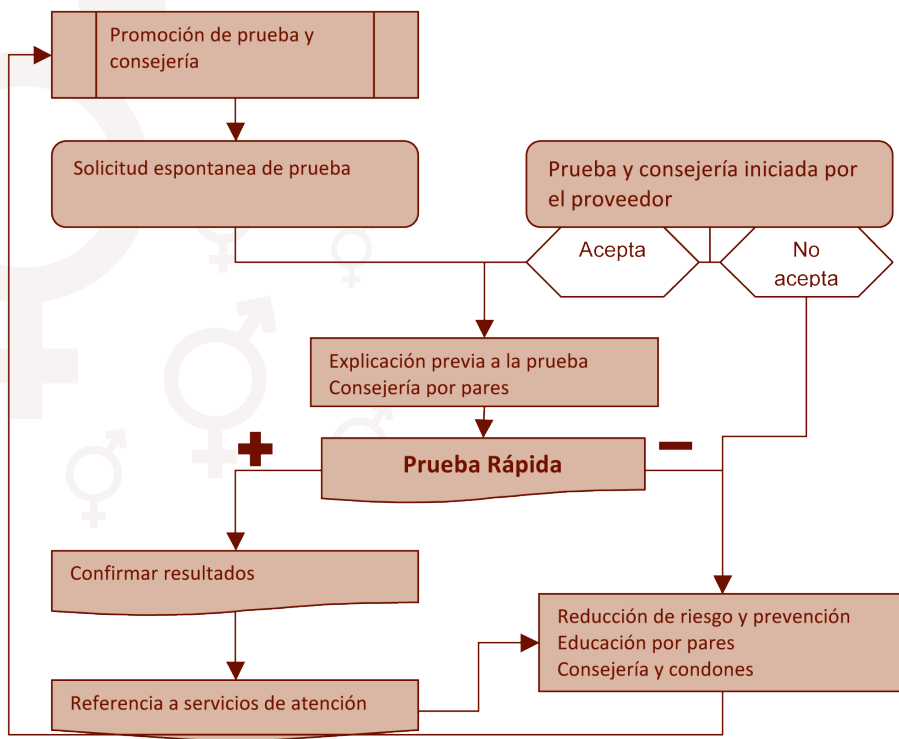 Promoción de prueba y
consejería
Solicitud espontanea de prueba
Prueba y consejería iniciada por
el proveedor
Acepta
No
acepta
Explicación previa a la prueba
Consejería por pares
+
−
Prueba Rápida
Confirmar resultados
Reducción de riesgo y prevención
Educación por pares
Consejería y condones
Referencia a servicios de atención